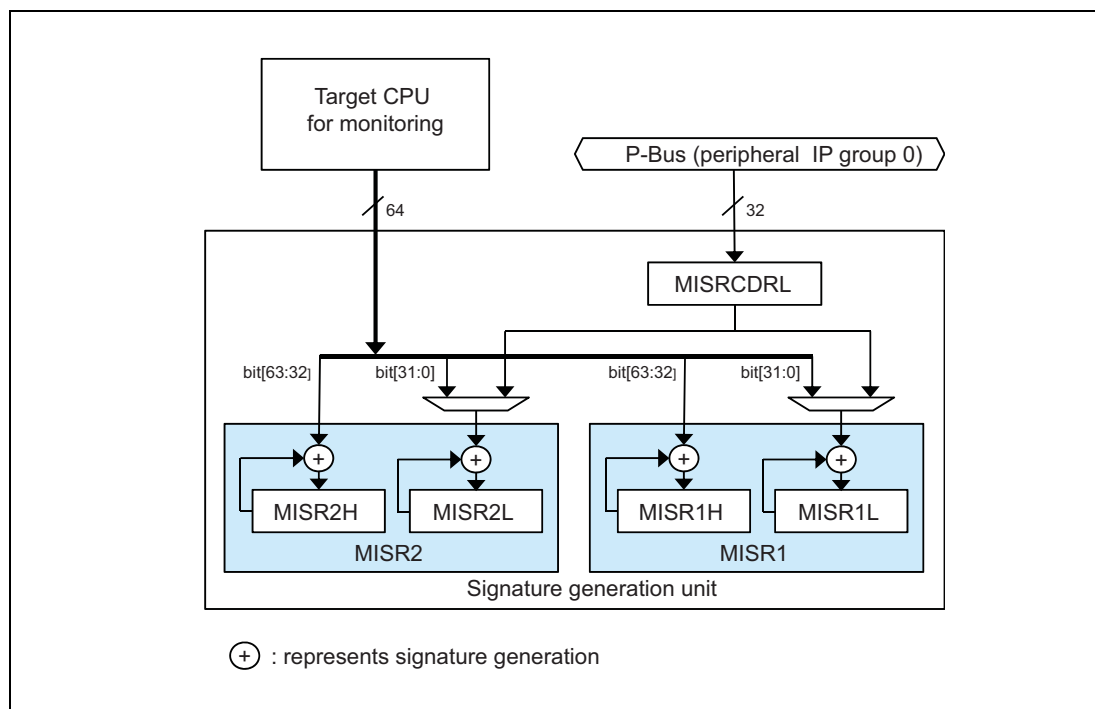 Target CPU
for monitoring
P-Bus (peripheral IP group 0)
64
32
MISRCDRL
bit[63:32]
bit[31:0]
bit[63:32]
bit[31:0]
+
+
+
+
MISR2H
MISR2L
MISR1H
MISR1L
MISR2
MISR1
Signature generation unit
+ : represents signature generation